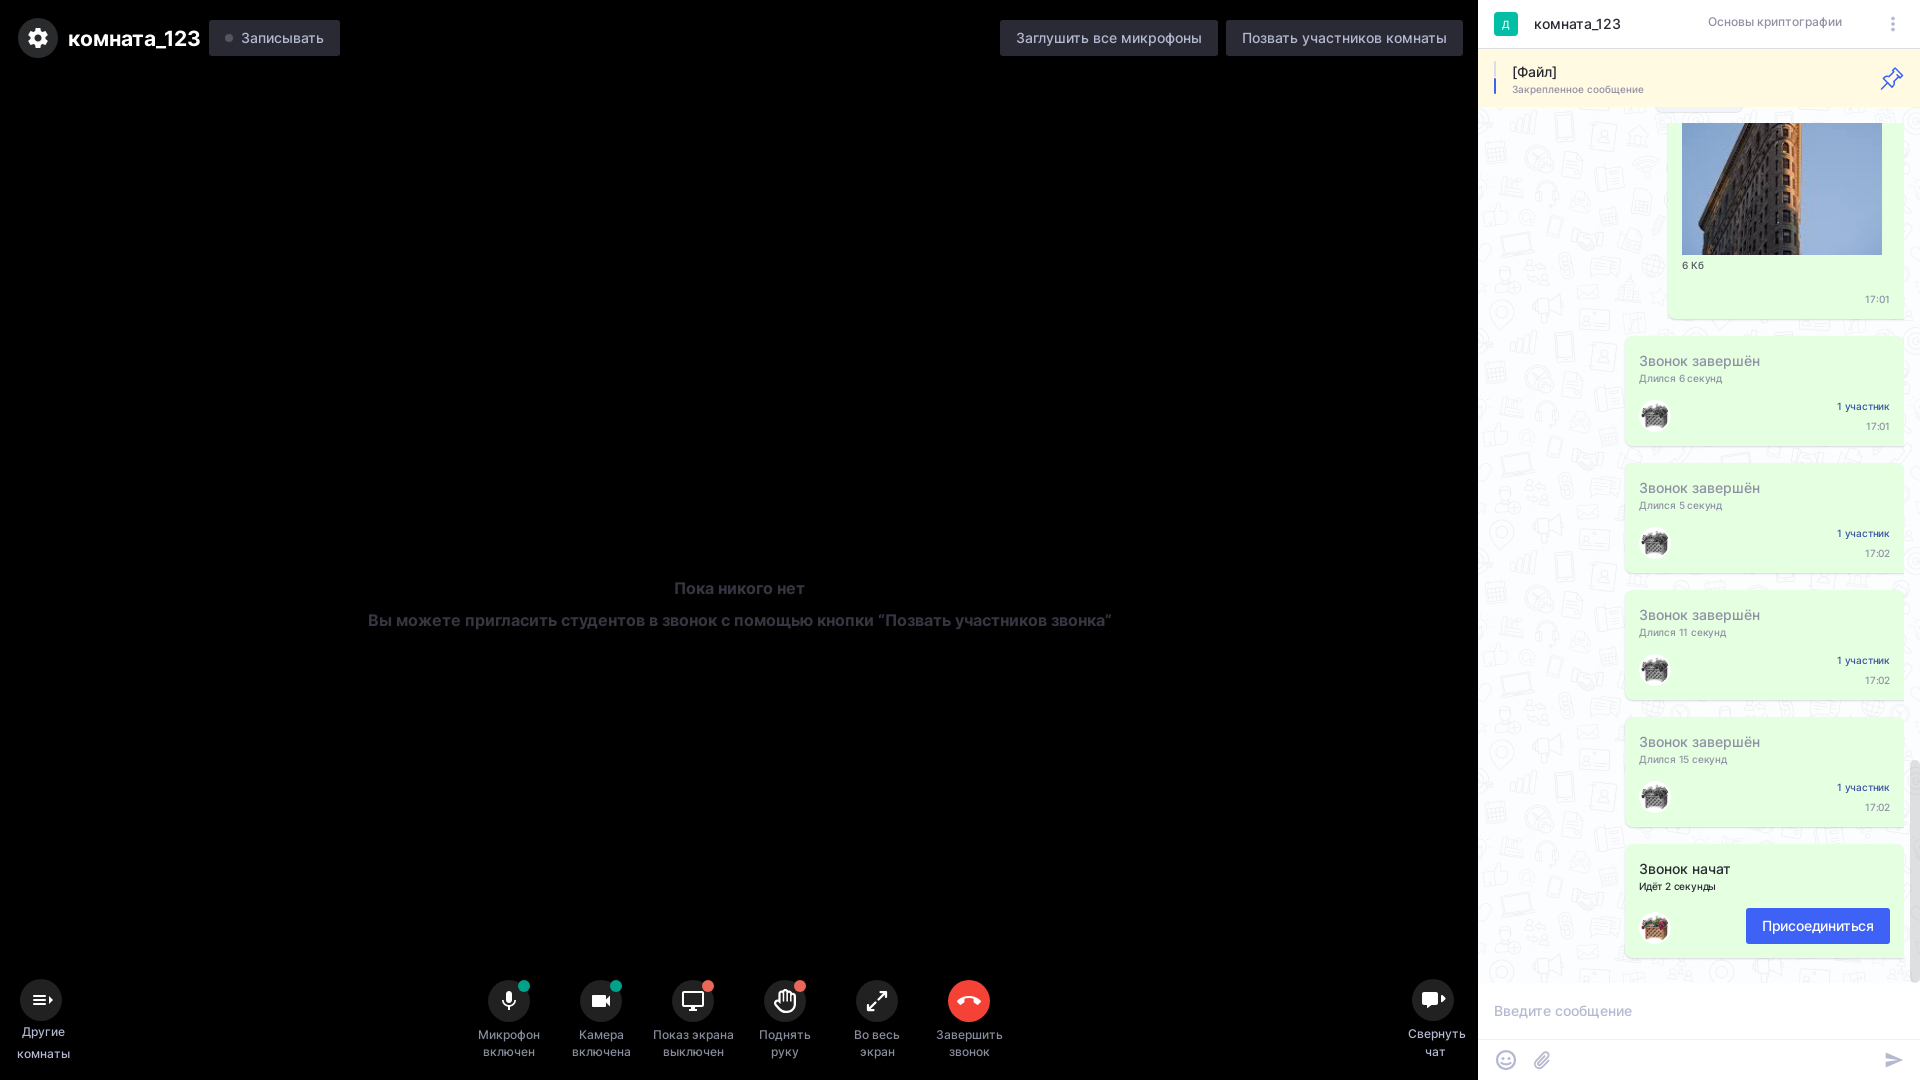 комната_123
Записывать
Заглушить все микрофоны
Позвать участников комнаты
Пока никого нет
Вы можете пригласить студентов в звонок с помощью кнопки “Позвать участников звонка”
Другие
комнаты
Микрофон
включен
Камера
включена
Показ экрана
выключен
Поднять
руку
Во весь
экран
Завершить
звонок
Свернуть
чат
Д
комната_123
Основы криптографии
[Файл]
Закрепленное сообщение
6 Кб
17:01
Звонок завершён
Длился 6 секунд
1 участник
17:01
Звонок завершён
Длился 5 секунд
1 участник
17:02
Звонок завершён
Длился 11 секунд
1 участник
17:02
Звонок завершён
Длился 15 секунд
1 участник
17:02
Звонок начат
Идёт 2 секунды
Присоединиться
Введите сообщение